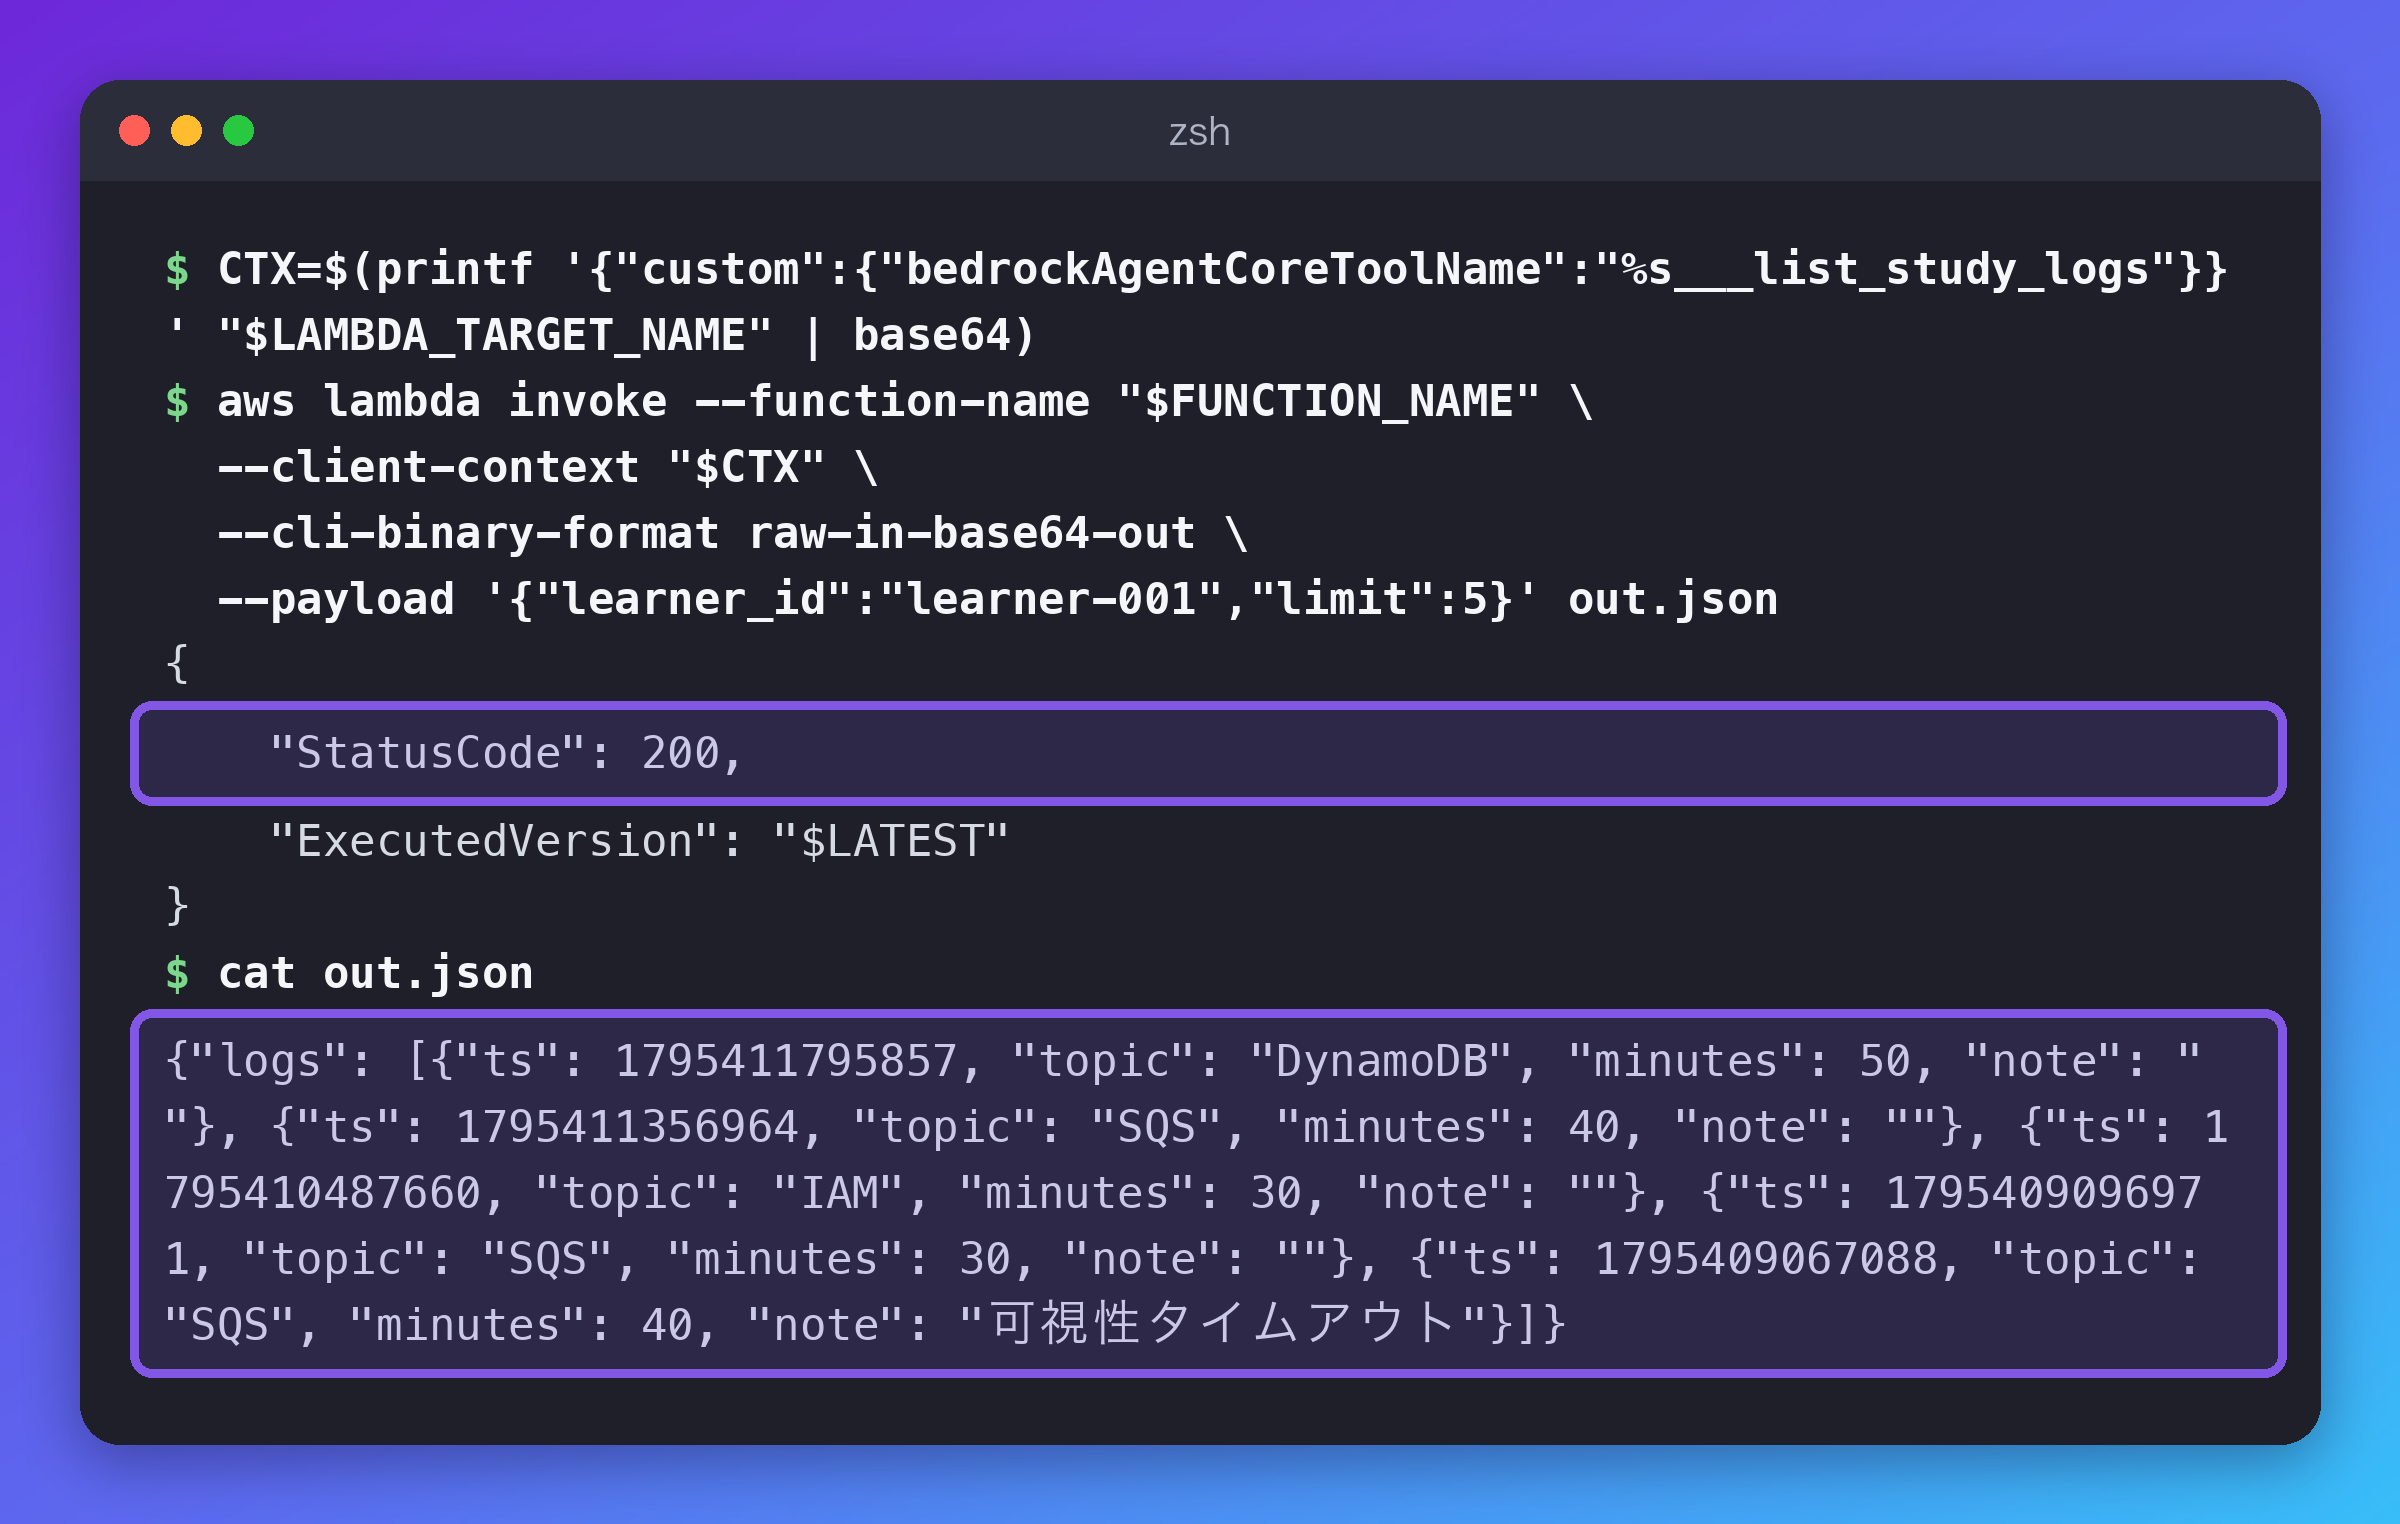 zsh
$ CTX=$(printf '{"custom":{"bedrockAgentCoreToolName":"%s___list_study_logs"}}
' "$LAMBDA_TARGET_NAME" | base64)
$ aws lambda invoke --function-name "$FUNCTION_NAME" \
  --client-context "$CTX" \
  --cli-binary-format raw-in-base64-out \
  --payload '{"learner_id":"learner-001","limit":5}' out.json
{
    "StatusCode": 200,
    "ExecutedVersion": "$LATEST"
}
$ cat out.json
{"logs": [{"ts": 1795411795857, "topic": "DynamoDB", "minutes": 50, "note": "
"}, {"ts": 1795411356964, "topic": "SQS", "minutes": 40, "note": ""}, {"ts": 1
795410487660, "topic": "IAM", "minutes": 30, "note": ""}, {"ts": 179540909697
1, "topic": "SQS", "minutes": 30, "note": ""}, {"ts": 1795409067088, "topic":
"SQS", "minutes": 40, "note": "可視性タイムアウト"}]}